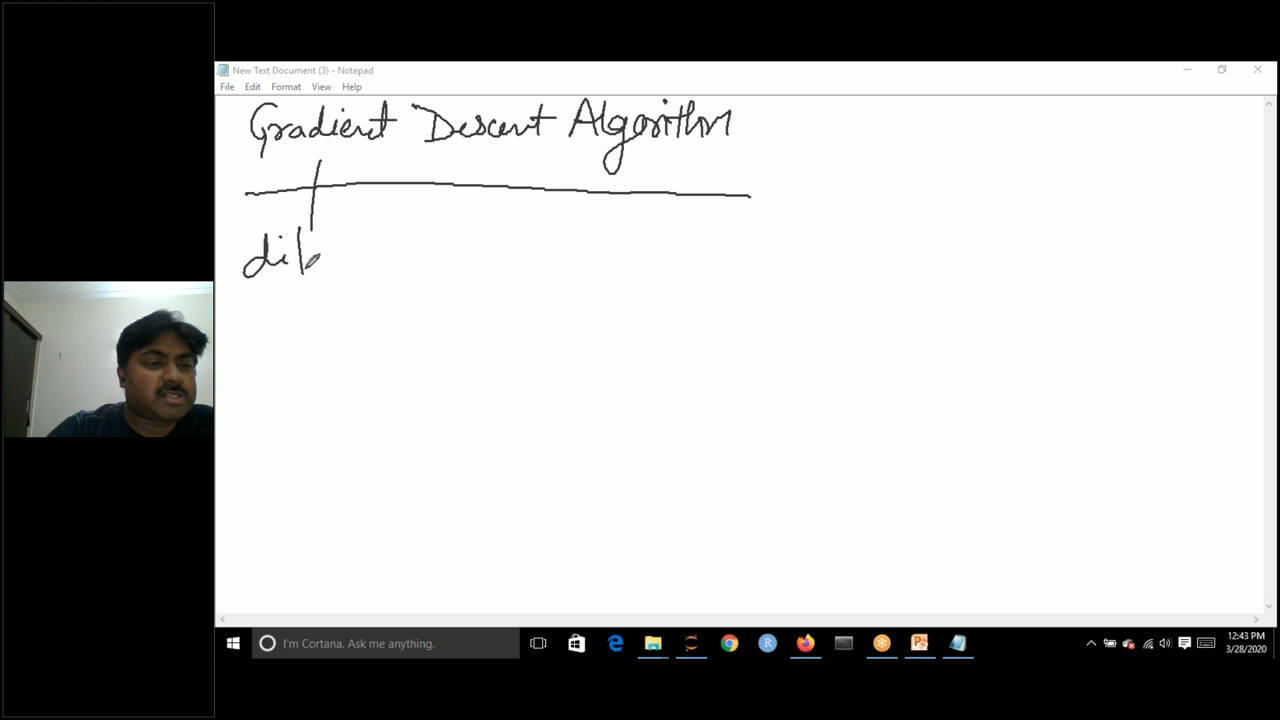 New Text Document (3) - Notepad
File Edit Format View Help
Gradient Descent Algorithm
I'm Cortana. Ask me anything.
12:43 PM
3/28/2020